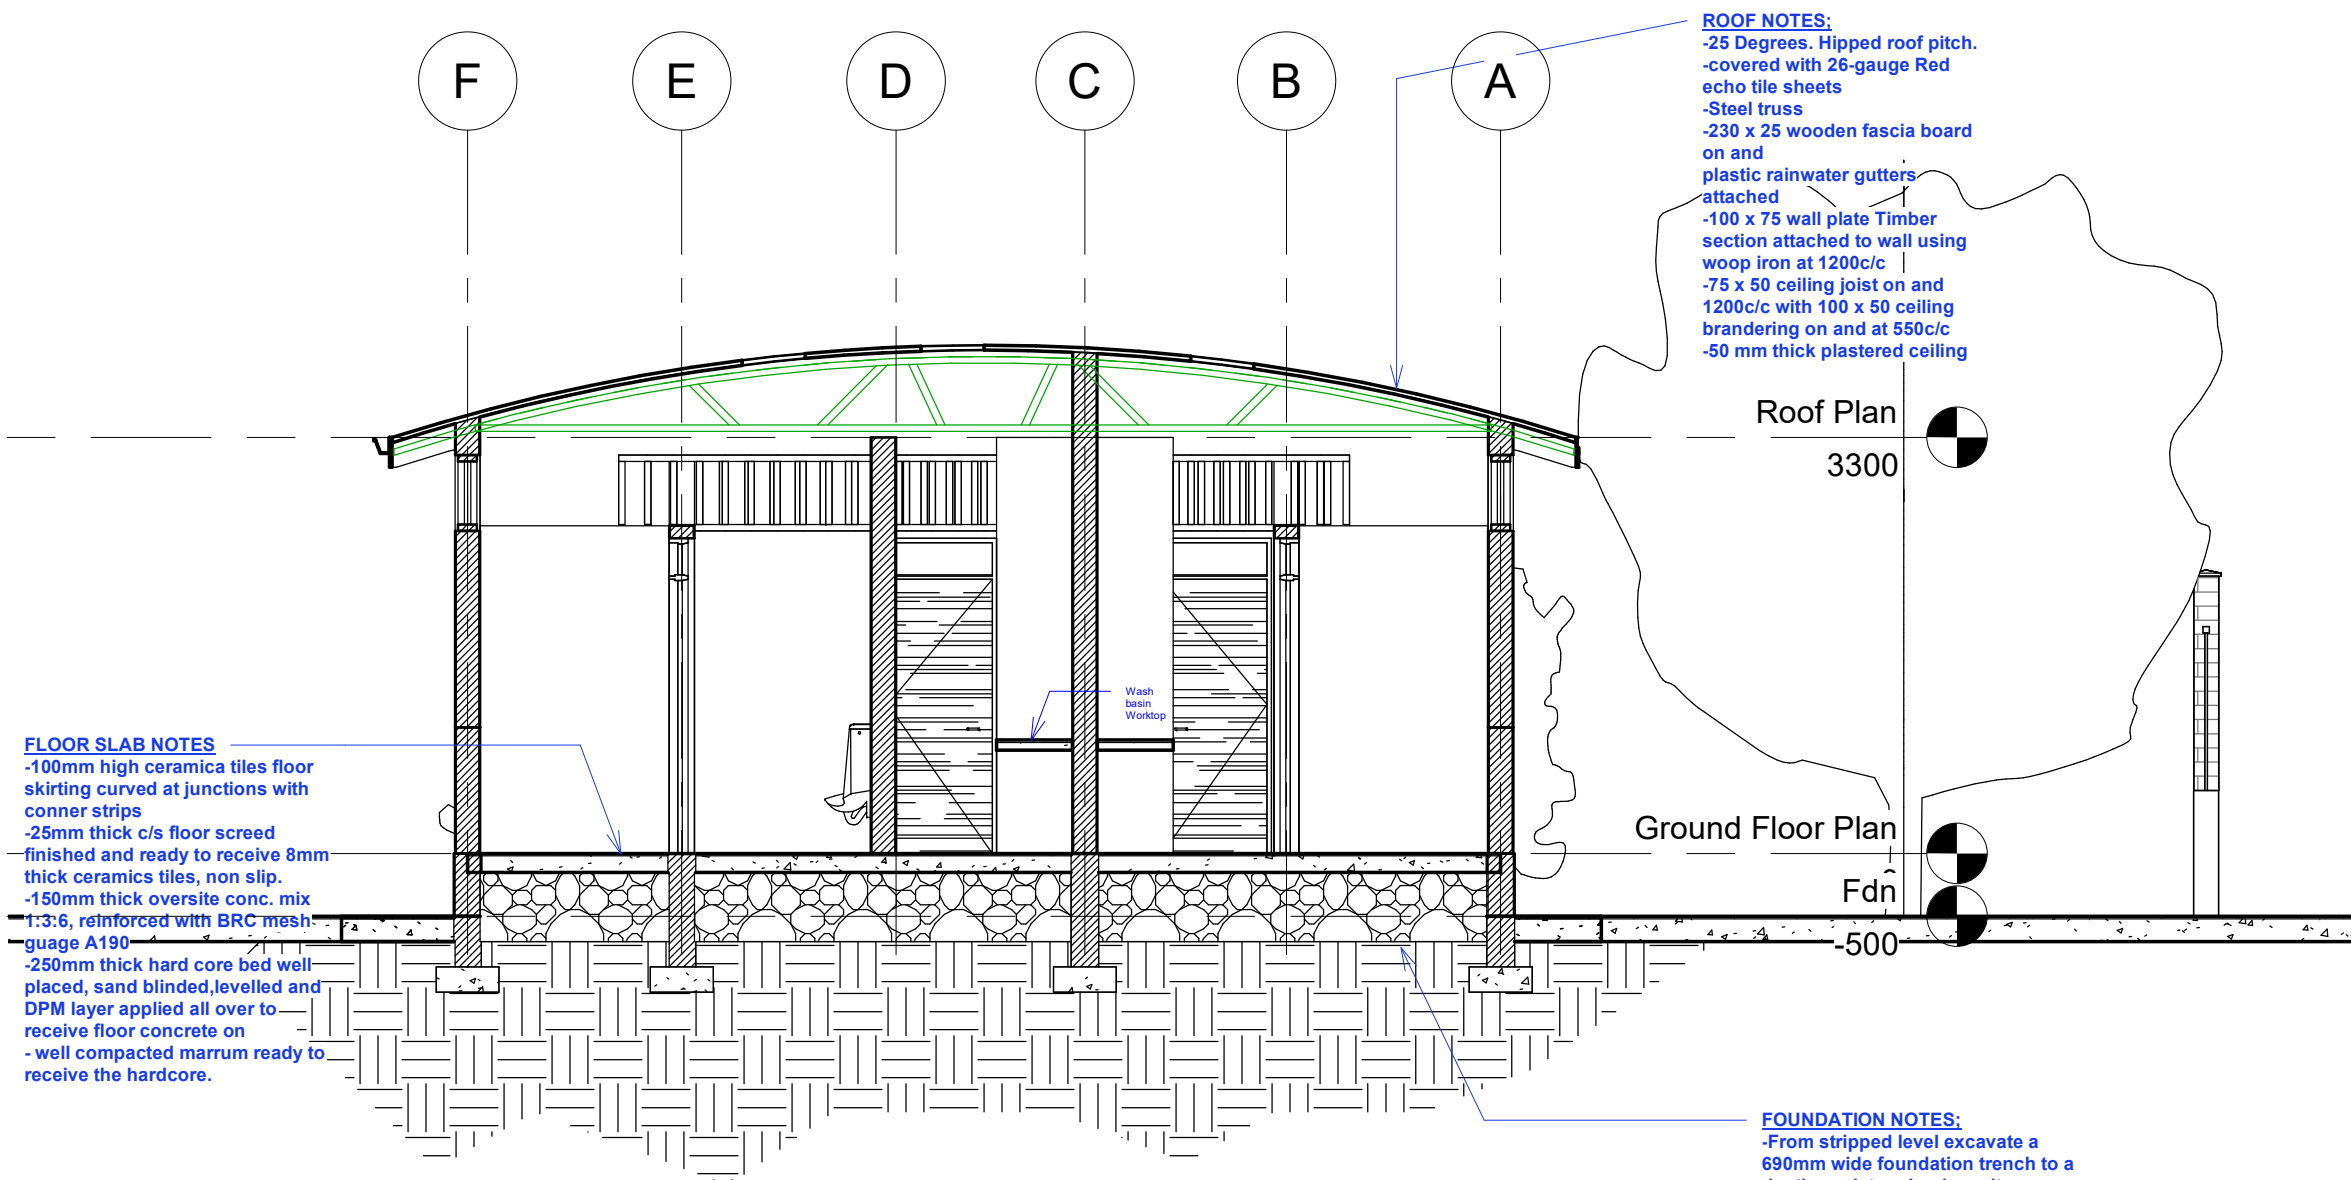 F
E
D
C
B
A
ROOF NOTES;
-25 Degrees. Hipped roof pitch.
-covered with 26-gauge Red
echo tile sheets
-Steel truss
-230 x 25 wooden fascia board
on and
plastic rainwater gutters
attached
-100 x 75 wall plate Timber
section attached to wall using
woop iron at 1200c/c
-75 x 50 ceiling joist on and
1200c/c with 100 x 50 ceiling
brandering on and at 550c/c
-50 mm thick plastered ceiling
Roof Plan
3300
Wash
basin
Worktop
FLOOR SLAB NOTES
-100mm high ceramica tiles floor
skirting curved at junctions with
conner strips
-25mm thick c/s floor screed
finished and ready to receive 8mm
thick ceramics tiles, non slip.
-150mm thick oversite conc. mix
1:3:6, reinforced with BRC mesh
guage A190
-250mm thick hard core bed well
placed, sand blinded,levelled and
DPM layer applied all over to
receive floor concrete on
- well compacted marrum ready to
receive the hardcore.
Ground Floor Plan
Fdn
-500
FOUNDATION NOTES;
-From stripped level excavate a
690mm wide foundation trench to a